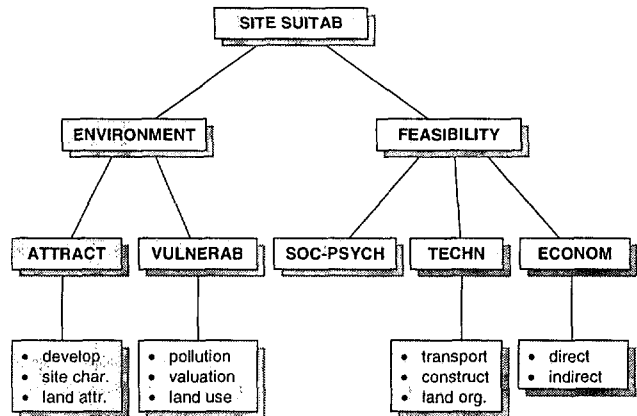 SITE SUITAB
ENVIRONMENT
FEASIBILITY
ATTRACT
VULNERAB
SOC-PSYCH
TECHN
ECONOM
• develop
• site char.
• land attr.
• pollution
• valuation
• land use
• transport
• construct
• land org.
• direct
• indirect